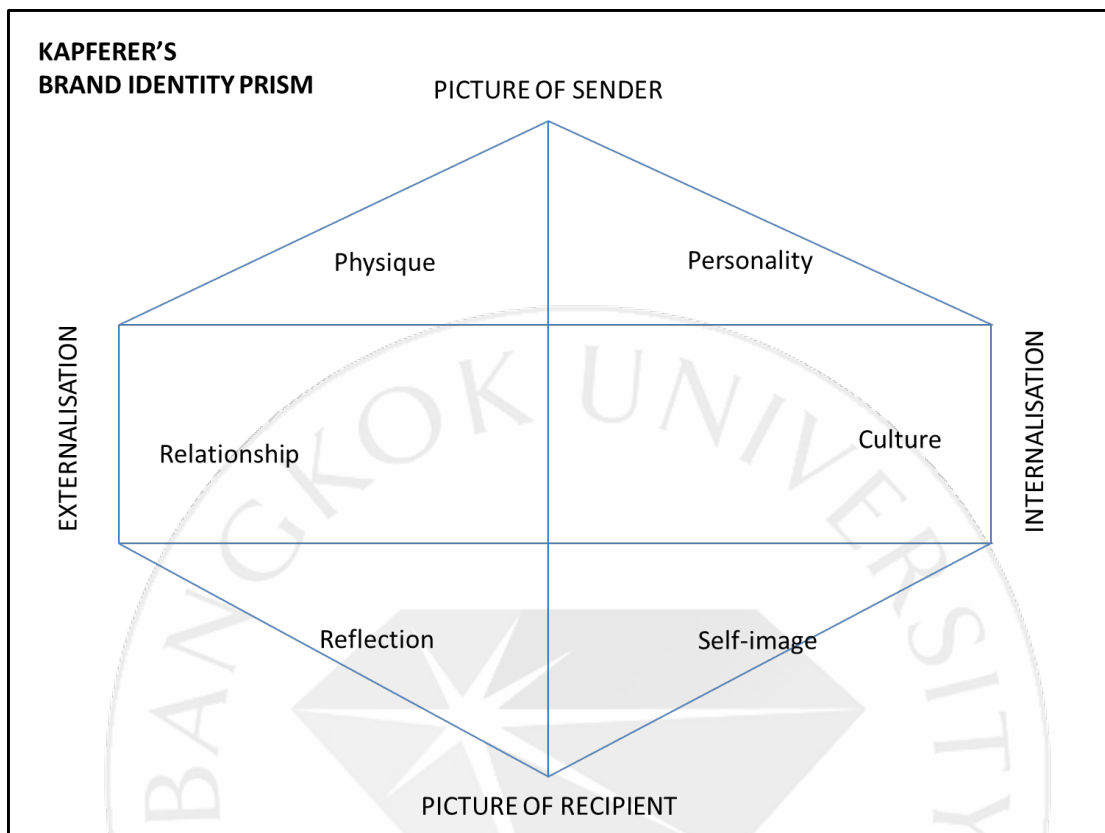 KAPFERER’S
BRAND IDENTITY PRISM
PICTURE OF SENDER
Physique
Personality
EXTERNALISATION
INTERNALISATION
Relationship
Culture
Reflection
Self-image
PICTURE OF RECIPIENT
BANGKOK UNIVERSITY